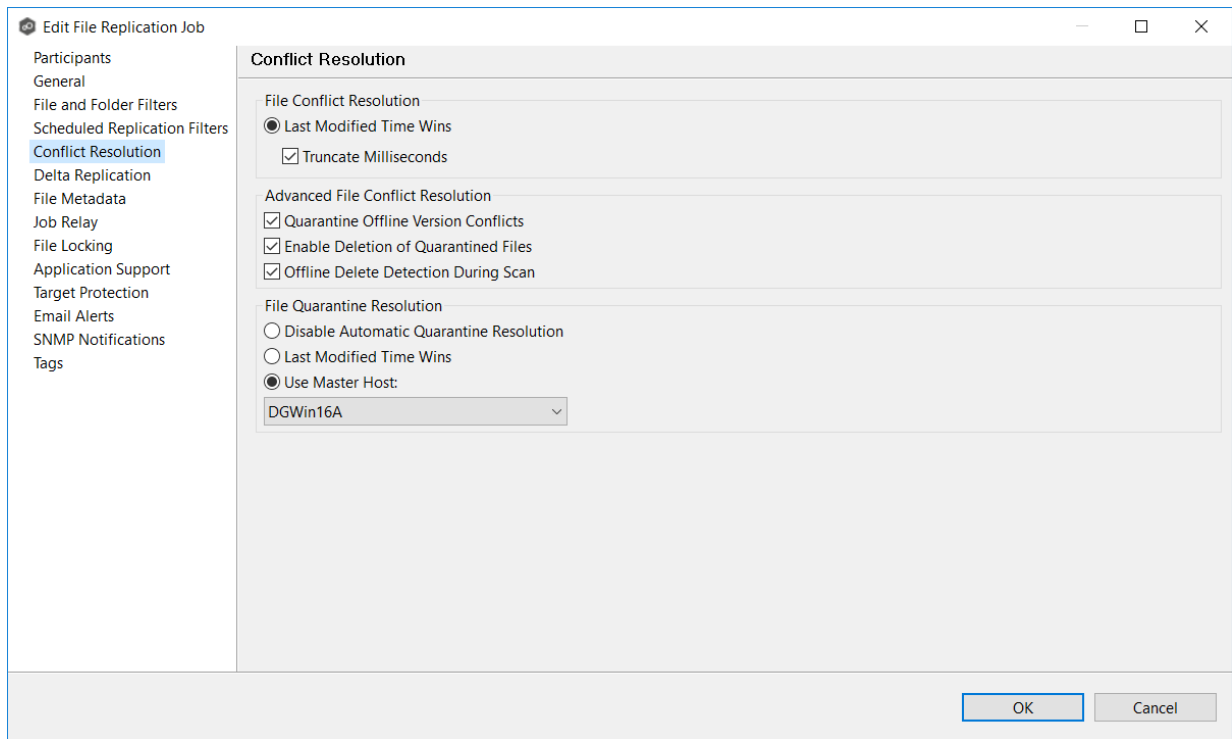 Edit File Replication Job
Participants
General
File and Folder Filters
Scheduled Replication Filters
Conflict Resolution
Delta Replication
File Metadata
Job Relay
File Locking
Application Support
Target Protection
Email Alerts
SNMP Notifications
Tags
Conflict Resolution
File Conflict Resolution
Last Modified Time Wins
Truncate Milliseconds
Advanced File Conflict Resolution
Quarantine Offline Version Conflicts
Enable Deletion of Quarantined Files
Offline Delete Detection During Scan
File Quarantine Resolution
Disable Automatic Quarantine Resolution
Last Modified Time Wins
Use Master Host:
DGWin16A
OK
Cancel